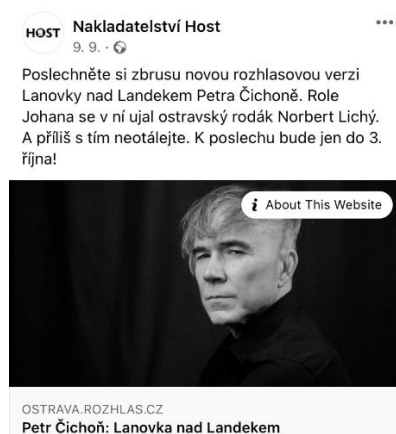 HOST
Nakladatelství Host
9. 9. ·
Poslechněte si zbrusu novou rozhlasovou verzi
Lanovky nad Landekem Petra Čichoně. Role
Johana se v ní ujal ostravský rodák Norbert Lichý.
A příliš s tím neotálejte. K poslechu bude jen do 3.
října!
i About This Website
OSTRAVA.ROZHLAS.CZ
Petr Čichoň: Lanovka nad Landekem